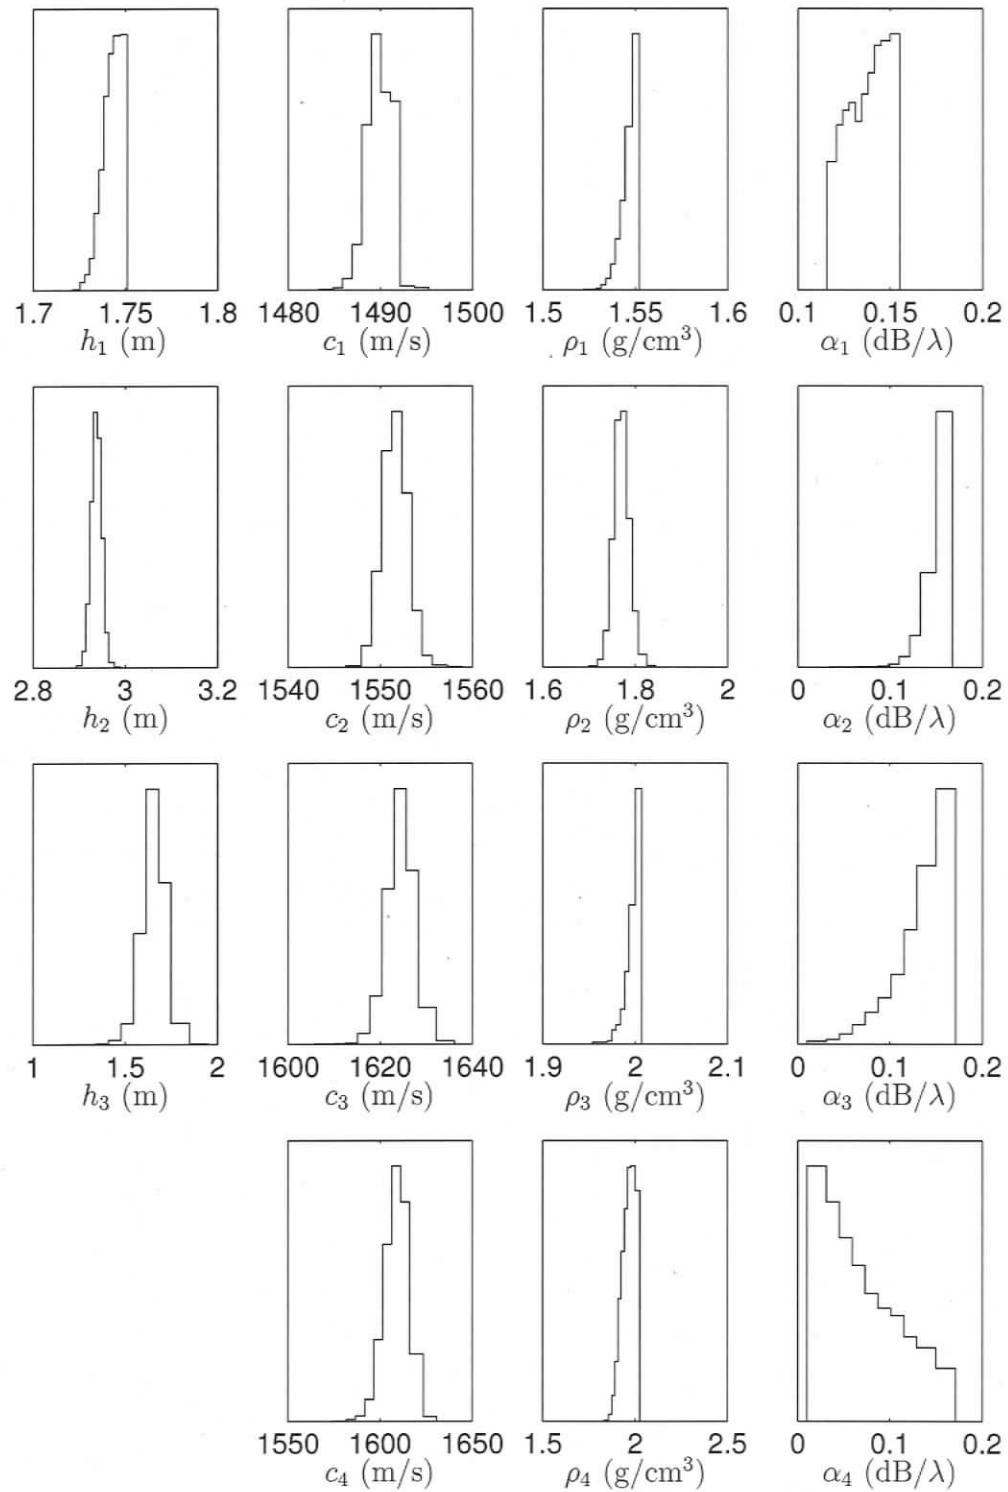 1.7 1.75 1.8 1480 1490 1500 1.5 1.55 1.6 0.1 0.15 0.2
h₁ (m) c₁ (m/s) ρ₁ (g/cm³) α₁ (dB/λ)
2.8 3 3.2 1540 1550 1560 1.6 1.8 2 0 0.1 0.2
h₂ (m) c₂ (m/s) ρ₂ (g/cm³) α₂ (dB/λ)
1 1.5 2 1600 1620 1640 1.9 2 2.1 0 0.1 0.2
h₃ (m) c₃ (m/s) ρ₃ (g/cm³) α₃ (dB/λ)
1550 1600 1650 1.5 2 2.5 0 0.1 0.2
c₄ (m/s) ρ₄ (g/cm³) α₄ (dB/λ)